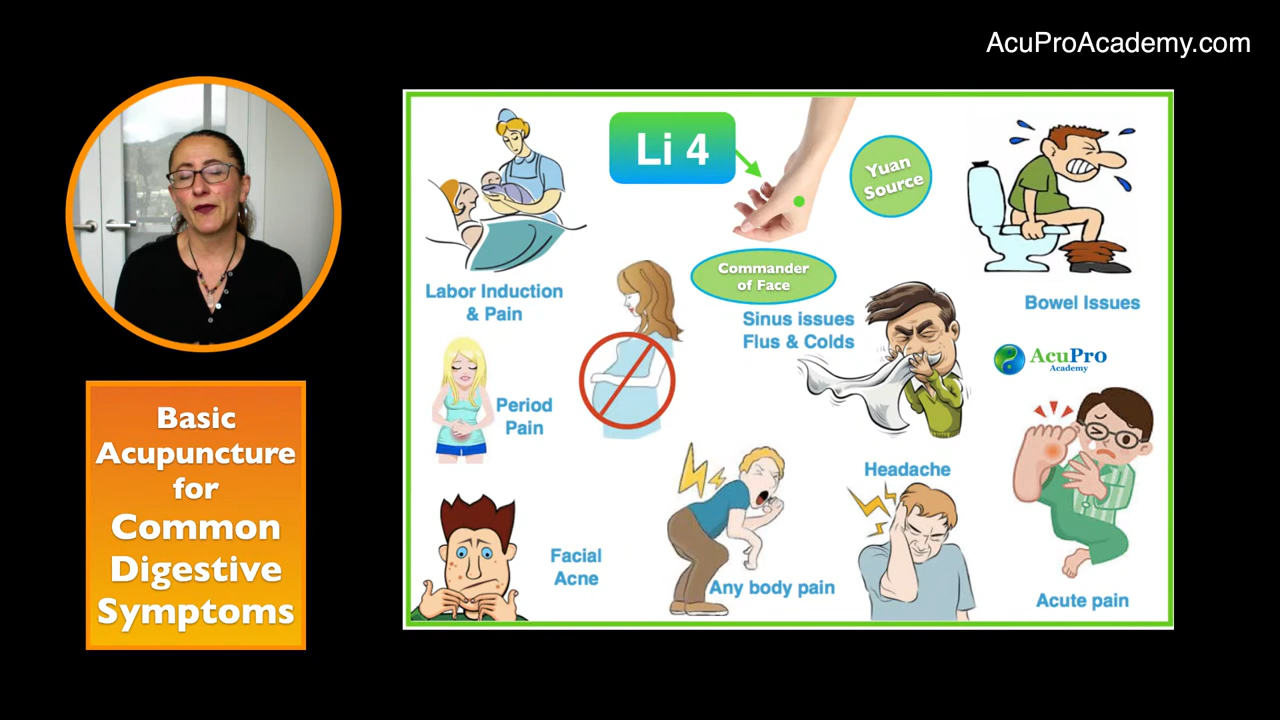 AcuProAcademy.com
Basic
Acupuncture
for
Common
Digestive
Symptoms
Li 4
Yuan
Source
Commander
of Face
Labor Induction
& Pain
Bowel Issues
Sinus issues
Flus & Colds
AcuPro
Academy
Period
Pain
Headache
Facial
Acne
Any body pain
Acute pain